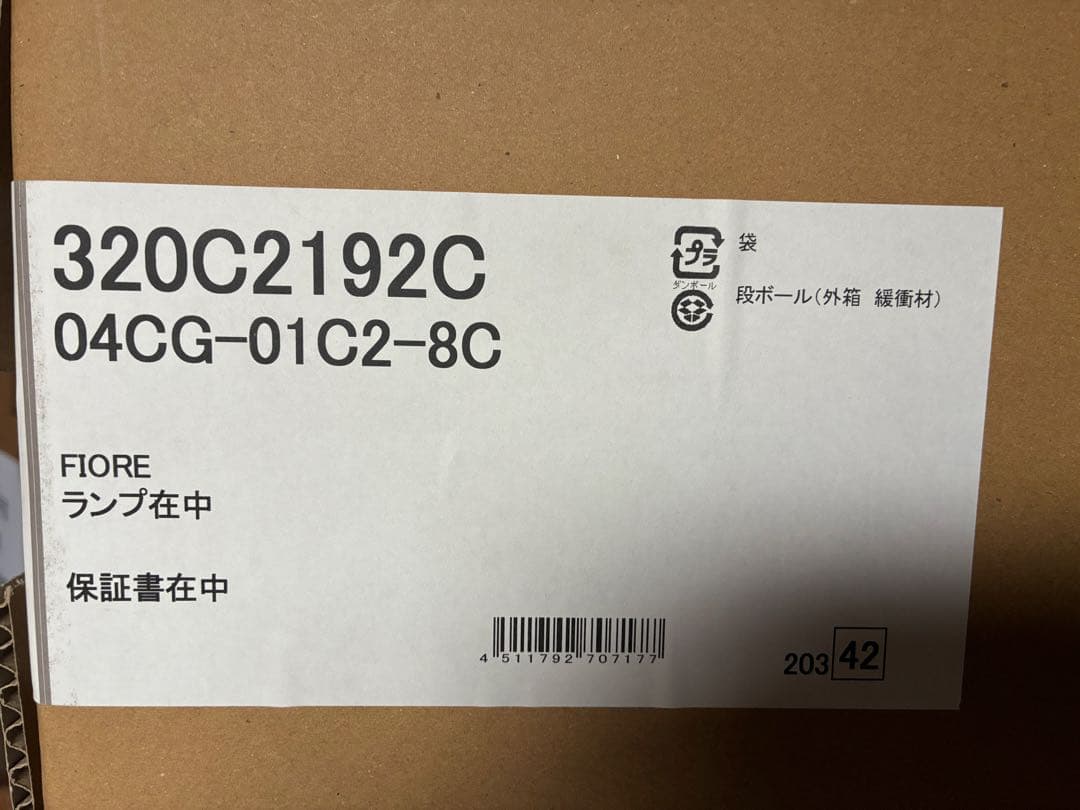 320C2192C
04CG-01C2-8C
FIORE
ランプ在中
保証書在中
プラ
袋
ダンボール
段ボール(外箱 緩衝材)
4 511792 707177
203 42